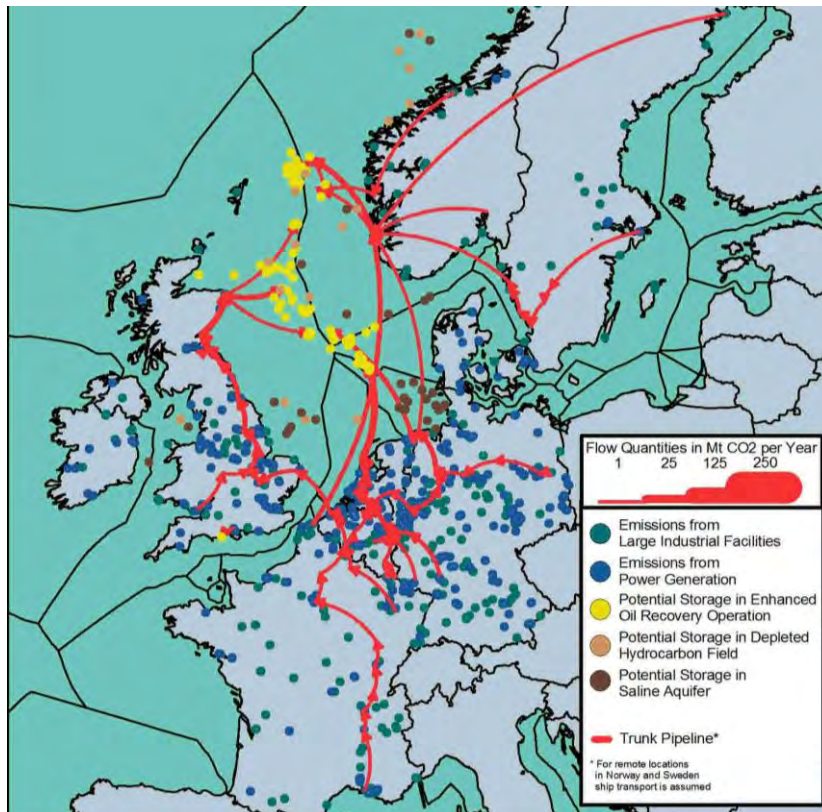 Flow Quantities in Mt CO2 per Year
1 25 125 250
Emissions from
Large Industrial Facilities
Emissions from
Power Generation
Potential Storage in Enhanced
Oil Recovery Operation
Potential Storage in Depleted
Hydrocarbon Field
Potential Storage in
Saline Aquifer
Trunk Pipeline*
* For remote locations
in Norway and Sweden
ship transport is assumed